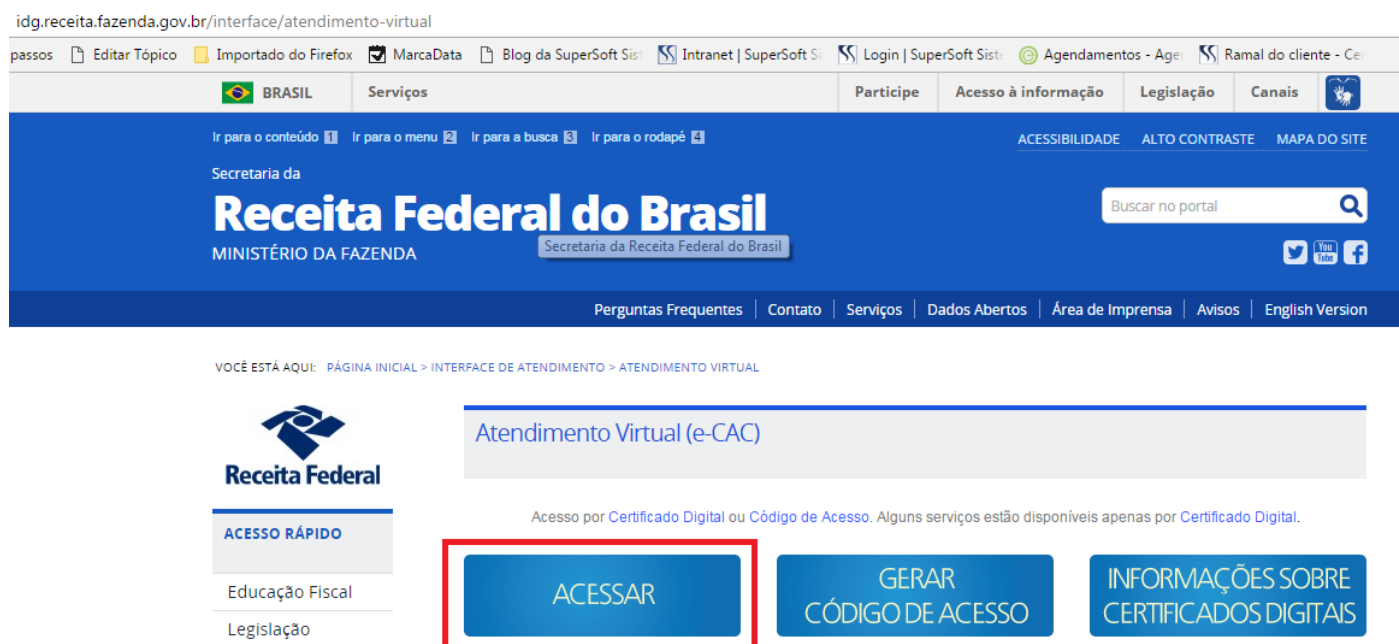 idg.receita.fazenda.gov.br/interface/atendimento-virtual
passos Editar Tópico Importado do Firefox MarcaData Blog da SuperSoft Sist Intranet | SuperSoft Si Login | SuperSoft Siste Agendamentos - Age Ramal do cliente - Cer
BRASIL Serviços Participe Acesso à informação Legislação Canais
Ir para o conteúdo 1 Ir para o menu 2 Ir para a busca 3 Ir para o rodapé 4 ACESSIBILIDADE ALTO CONTRASTE MAPA DO SITE
Secretaria da
Receita Federal do Brasil
Buscar no portal
MINISTÉRIO DA FAZENDA
Secretaria da Receita Federal do Brasil
You Tube
Perguntas Frequentes Contato Serviços Dados Abertos Área de Imprensa Avisos English Version
VOCÊ ESTÁ AQUI: PÁGINA INICIAL > INTERFACE DE ATENDIMENTO > ATENDIMENTO VIRTUAL
Receita Federal
Atendimento Virtual (e-CAC)
Acesso por Certificado Digital ou Código de Acesso. Alguns serviços estão disponíveis apenas por Certificado Digital.
ACESSO RÁPIDO
Educação Fiscal
Legislação
ACESSAR
GERAR
CÓDIGO DE ACESSO
INFORMAÇÕES SOBRE
CERTIFICADOS DIGITAIS